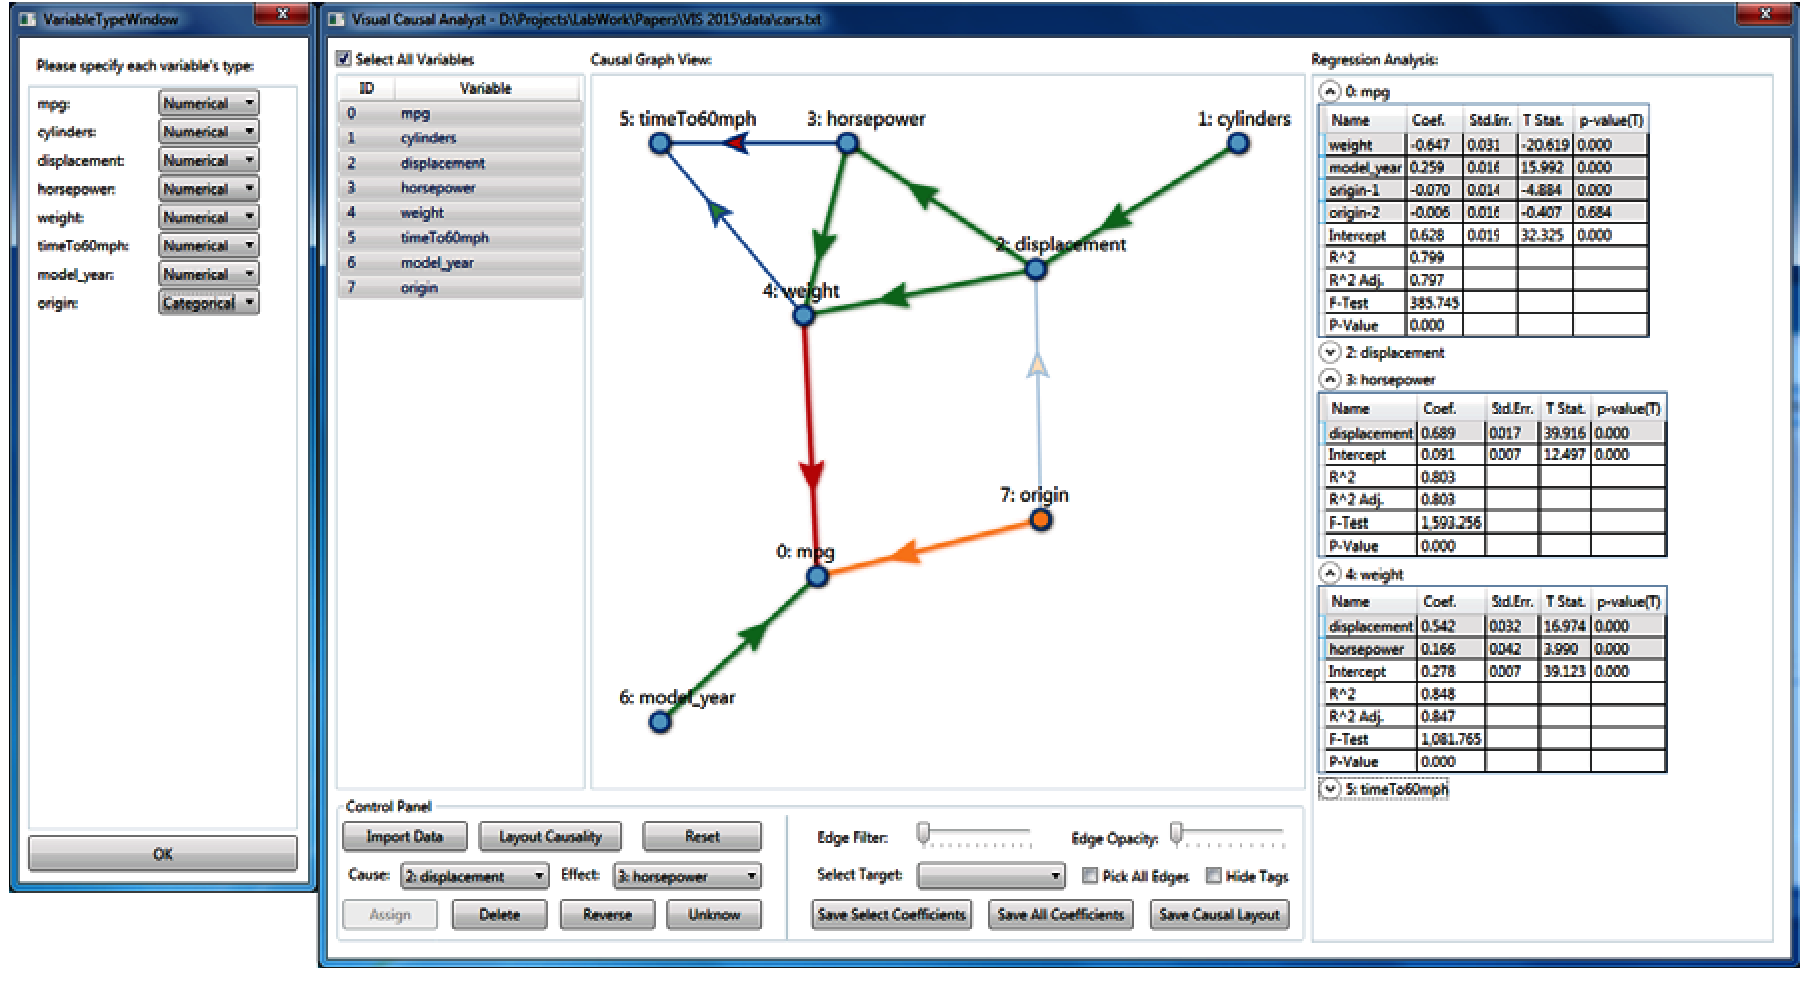 VariableTypeWindow
Please specify each variable's type:
mpg: Numerical
cylinders: Numerical
displacement: Numerical
horsepower: Numerical
weight: Numerical
timeTo60mph: Numerical
model_year: Numerical
origin: Categorical
OK
Visual Causal Analyst - D:\Projects\LabWork\Papers\VIS 2015\data\cars.txt
Select All Variables
ID Variable
0 mpg
1 cylinders
2 displacement
3 horsepower
4 weight
5 timeTo60mph
6 model_year
7 origin
Causal Graph View:
5: timeTo60mph
3: horsepower
1: cylinders
2: displacement
4: weight
7: origin
0: mpg
6: model_year
Control Panel
Import Data Layout Causality Reset
Cause: 2: displacement Effect: 3: horsepower
Assign Delete Reverse Unknow
Edge Filter: Edge Opacity:
Select Target: Pick All Edges Hide Tags
Save Select Coefficients Save All Coefficients Save Causal Layout
Regression Analysis:
0: mpg
Name Coef. Std.Err. T Stat. p-value(T)
weight -0.647 0.031 -20.619 0.000
model_year 0.259 0.016 15.992 0.000
origin-1 -0.070 0.014 -4.884 0.000
origin-2 -0.006 0.016 -0.407 0.684
Intercept 0.628 0.019 32.325 0.000
R^2 0.799
R^2 Adj. 0.797
F-Test 385.745
P-Value 0.000
2: displacement
3: horsepower
Name Coef. Std.Err. T Stat. p-value(T)
displacement 0.689 0.017 39.916 0.000
Intercept 0.091 0.007 12.497 0.000
R^2 0.803
R^2 Adj. 0.803
F-Test 1,593.256
P-Value 0.000
4: weight
Name Coef. Std.Err. T Stat. p-value(T)
displacement 0.542 0.032 16.974 0.000
horsepower 0.166 0.042 3.990 0.000
Intercept 0.278 0.007 39.123 0.000
R^2 0.848
R^2 Adj. 0.847
F-Test 1,081.765
P-Value 0.000
5: timeTo60mph